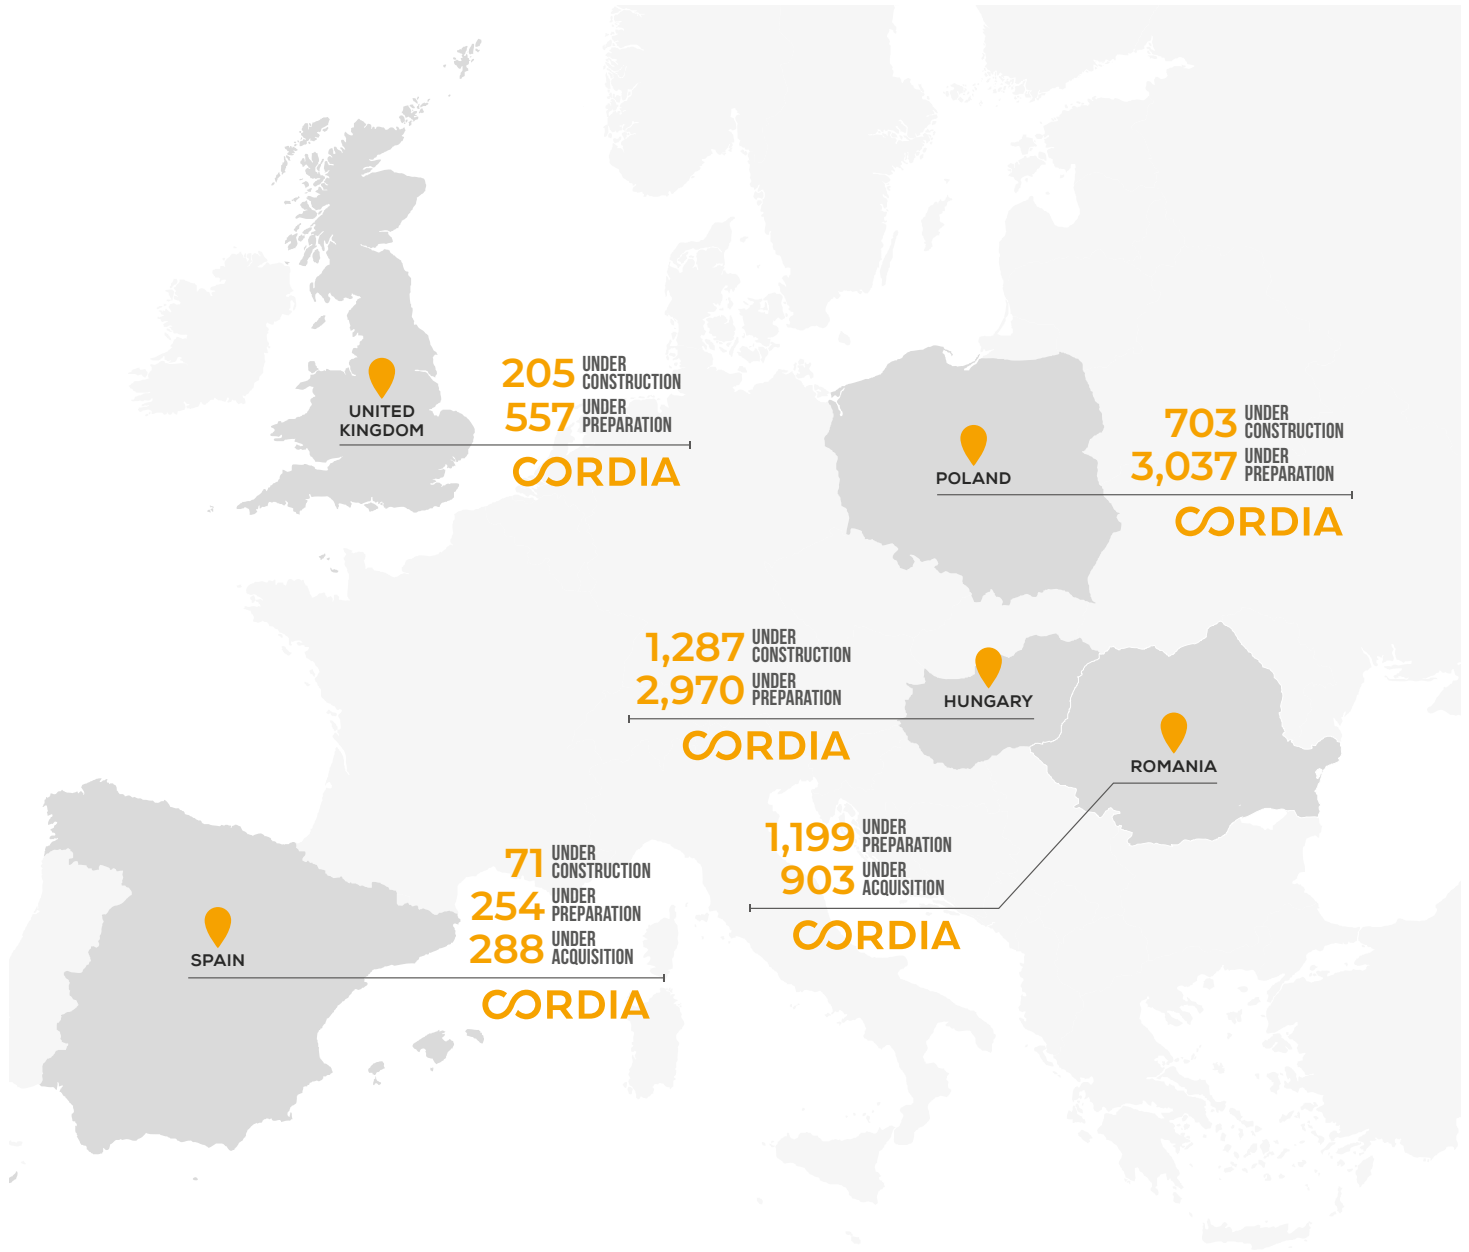 205 UNDER
CONSTRUCTION
557 UNDER
PREPARATION
UNITED
KINGDOM
CORDIA
703 UNDER
CONSTRUCTION
3,037 UNDER
PREPARATION
POLAND
CORDIA
1,287 UNDER
CONSTRUCTION
2,970 UNDER
PREPARATION
HUNGARY
CORDIA
ROMANIA
1,199 UNDER
PREPARATION
903 UNDER
ACQUISITION
CORDIA
71 UNDER
CONSTRUCTION
254 UNDER
PREPARATION
288 UNDER
ACQUISITION
SPAIN
CORDIA